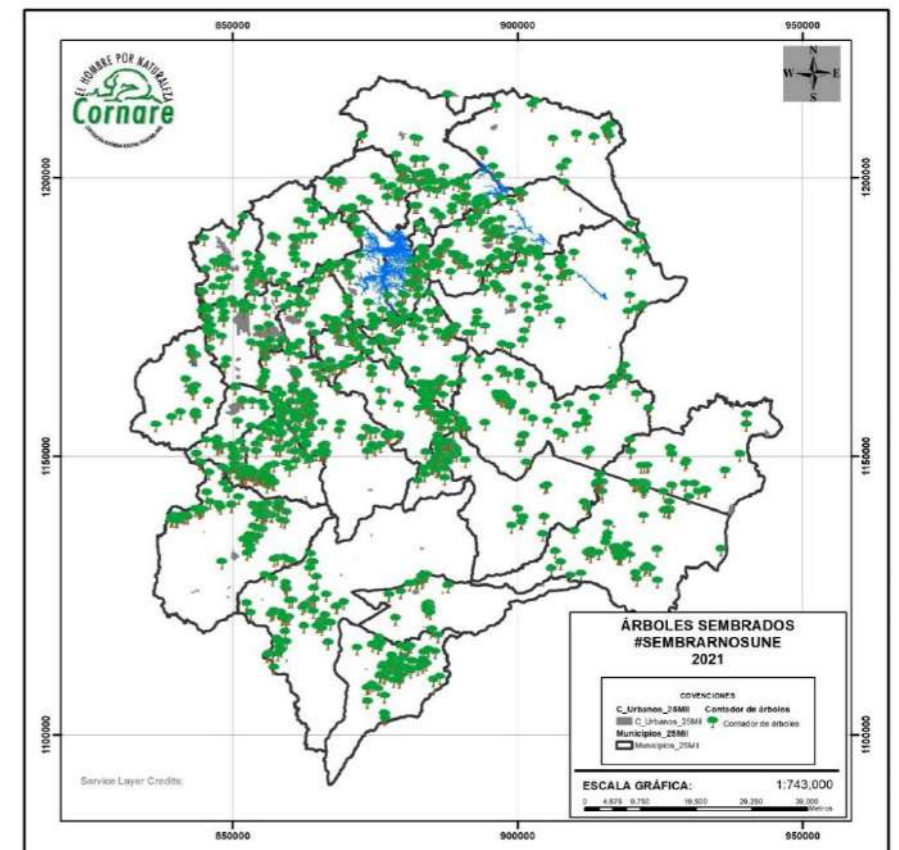 850000 900000 950000
EL HOMBRE POR NATURALEZA
Cornare
N
W E
S
1200000 1200000
1150000 1150000
1100000 1100000
ÁRBOLES SEMBRADOS
#SEMBRARNOSUNE
2021
COVENCIONES
C_Urbanos_25Mil Contador de árboles
C_Urbanos_25Mil Contador de árboles
Municipios_25Mil
Municipios_25Mil
ESCALA GRÁFICA: 1:743,000
0 4.875 9.750 19.500 29.250 39.000
Metros
Service Layer Credits:
850000 900000 950000